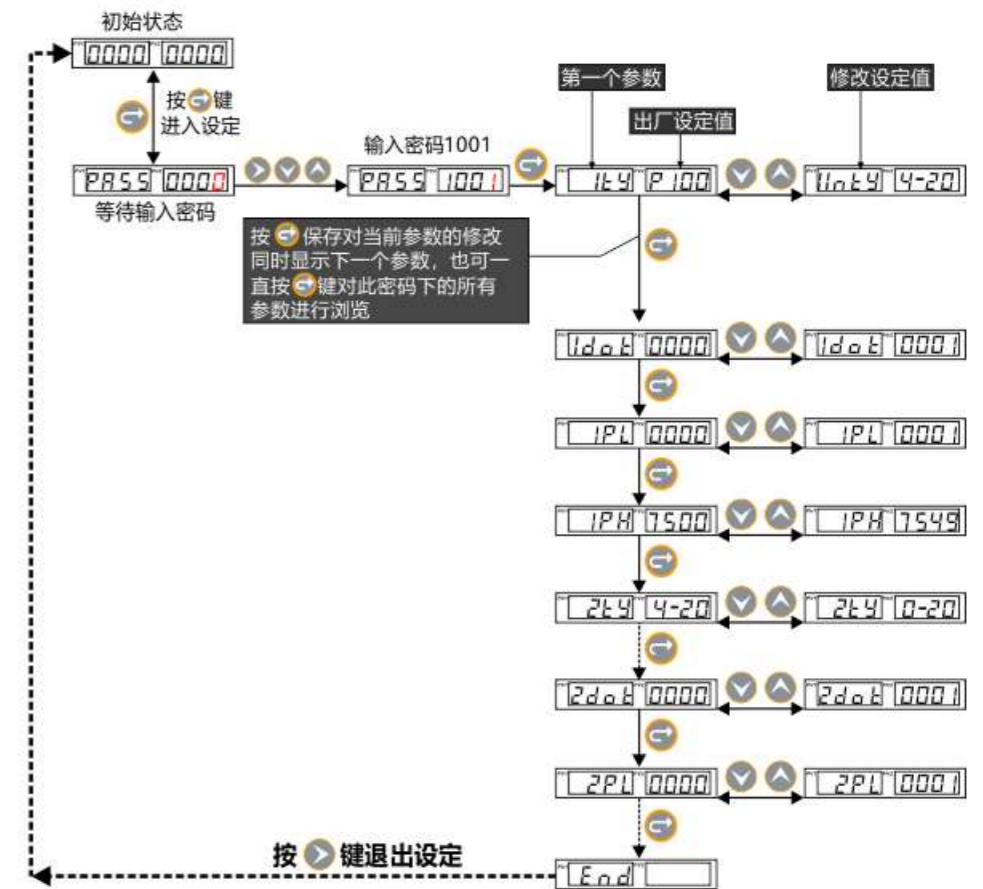 初始状态
0000 0000
按键
进入设定
第一个参数
修改设定值
出厂设定值
输入密码1001
PASS 0000
PASS 1001
1ty P100
1nty 4-20
等待输入密码
按保存对当前参数的修改
同时显示下一个参数，也可一
直按键对此密码下的所有
参数进行浏览
1dot 0000
1dot 0001
1PL 0000
1PL 0001
1PH 7500
1PH 7549
2ty 4-20
2ty 0-20
2dot 0000
2dot 0001
2PL 0000
2PL 0001
按键退出设定
End